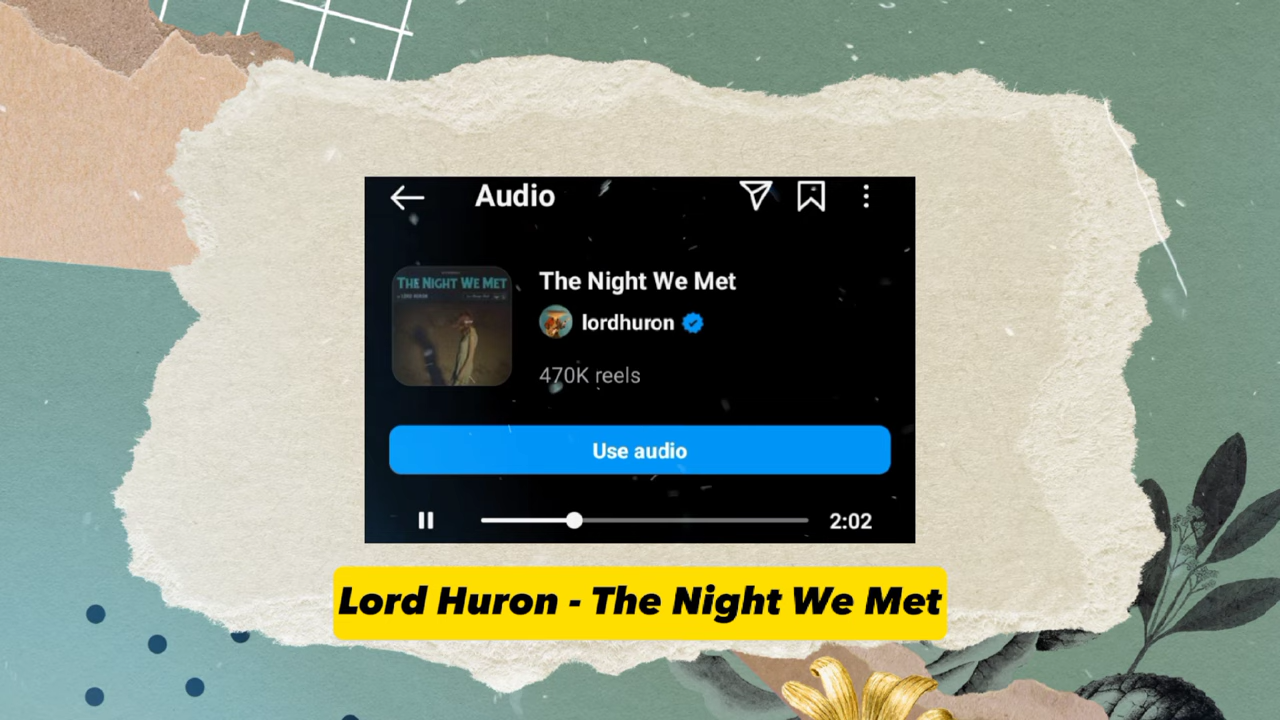 Audio
THE NIGHT WE MET
LORD HURON
The Night We Met
lordhuron
470K reels
Use audio
2:02
Lord Huron - The Night We Met